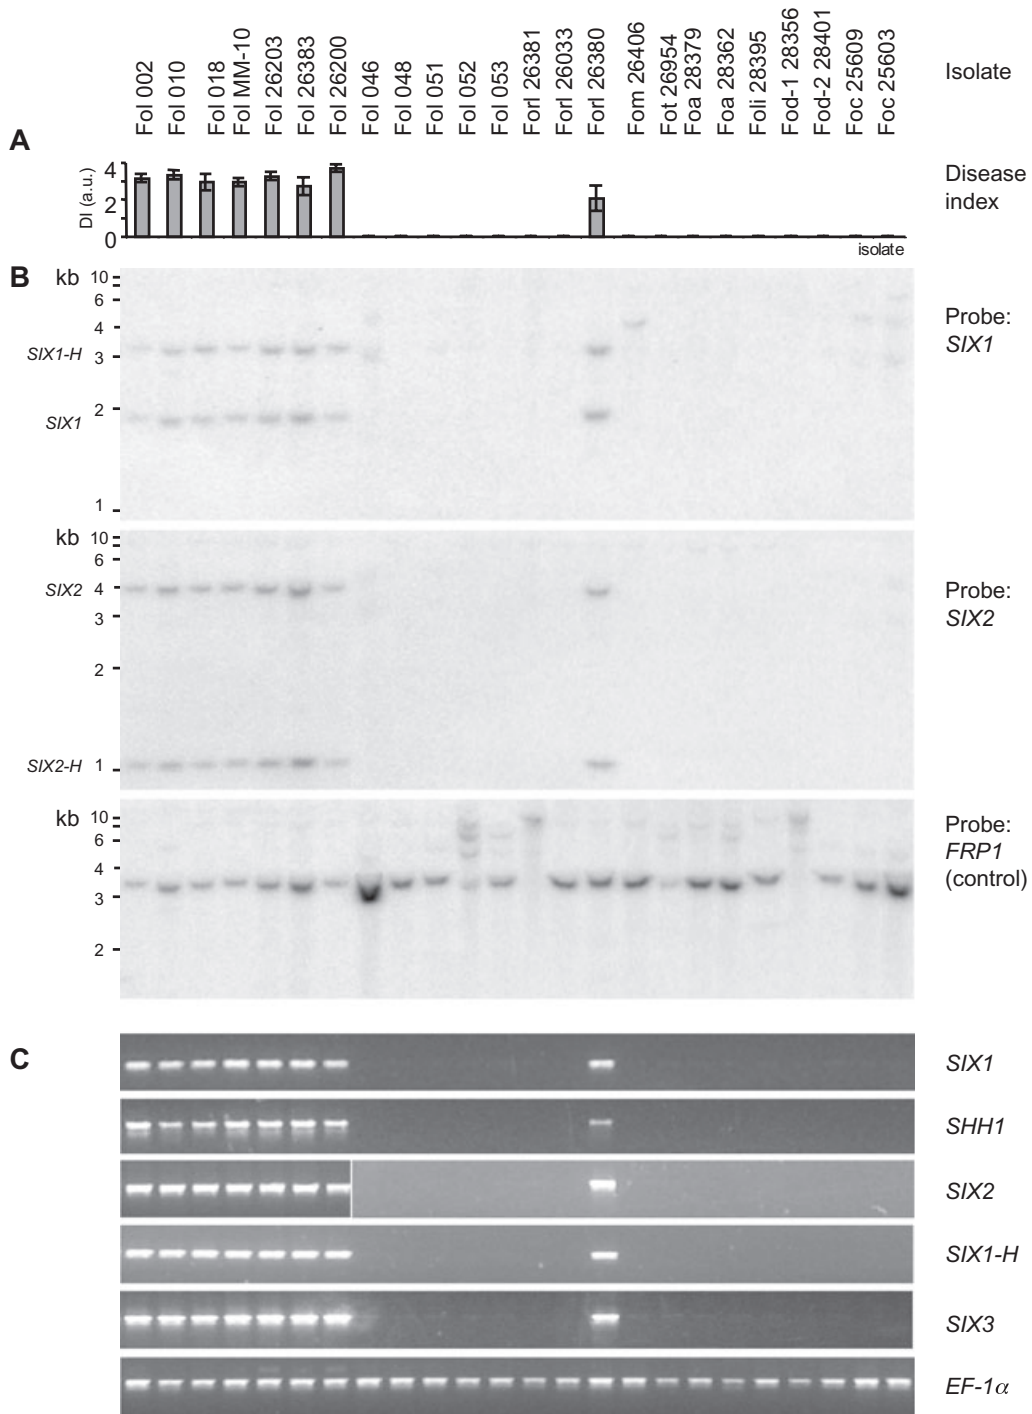 Fol 002
Fol 010
Fol 018
Fol MM-10
Fol 26203
Fol 26383
Fol 26200
Fol 046
Fol 048
Fol 051
Fol 052
Fol 053
Forl 26381
Forl 26033
Forl 26380
Fom 26406
Fot 26954
Foa 28379
Foa 28362
Foli 28395
Fod-1 28356
Fod-2 28401
Foc 25609
Foc 25603
Isolate
A
DI (a.u.)
4
2
0
isolate
Disease
index
B
kb
10
6
4
SIX1-H
3
2
SIX1
1
Probe:
SIX1
kb
10
6
SIX2
4
3
2
SIX2-H
1
Probe:
SIX2
kb
10
6
4
3
2
Probe:
FRP1
(control)
C
SIX1
SHH1
SIX2
SIX1-H
SIX3
EF-1α